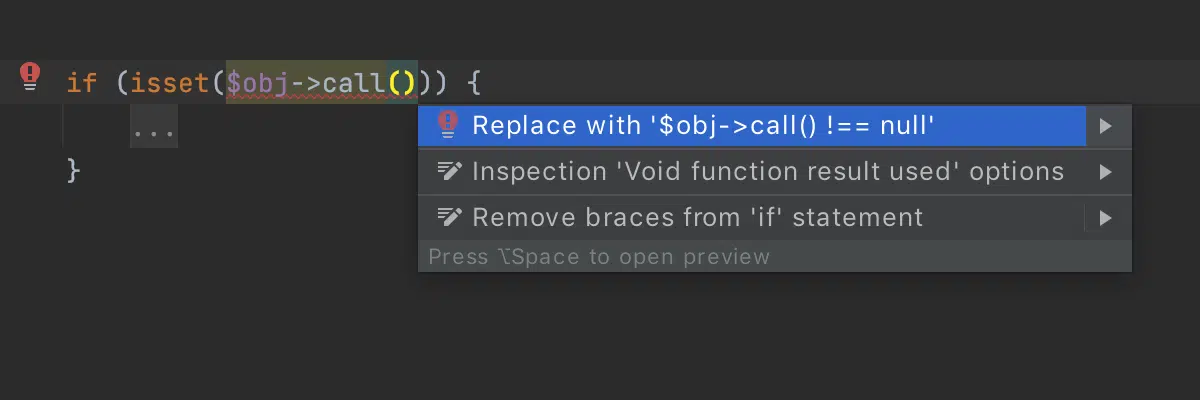 if (isset($obj->call())) {
...
Replace with '$obj->call() !== null'
Inspection 'Void function result used' options
}
Remove braces from 'if' statement
Press ⌥Space to open preview